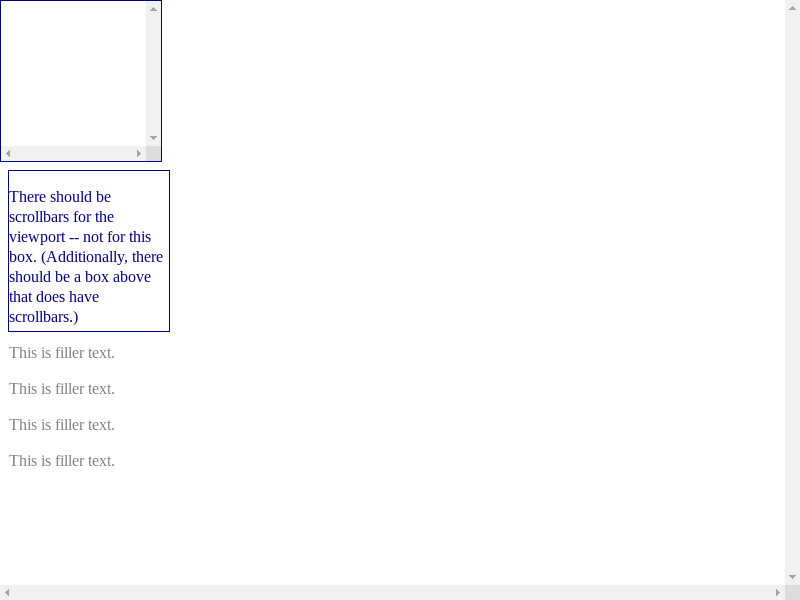 There should be
scrollbars for the
viewport -- not for this
box. (Additionally, there
should be a box above
that does have
scrollbars.)
This is filler text.
This is filler text.
This is filler text.
This is filler text.